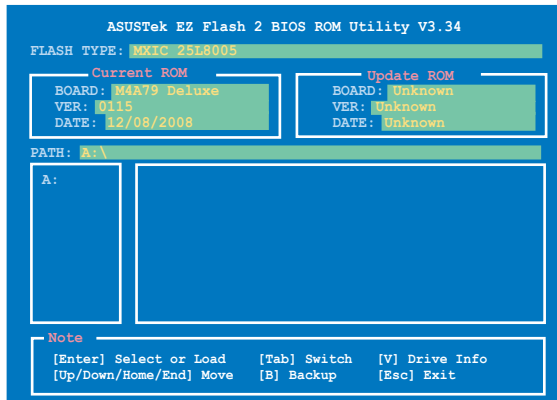 ASUSTek EZ Flash 2 BIOS ROM Utility V3.34
FLASH TYPE: MXIC 25L8005
Current ROM
BOARD: M4A79 Deluxe
VER: 0115
DATE: 12/08/2008
Update ROM
BOARD: Unknown
VER: Unknown
DATE: Unknown
PATH: A:\
A:
Note
[Enter] Select or Load [Tab] Switch [V] Drive Info
[Up/Down/Home/End] Move [B] Backup [Esc] Exit